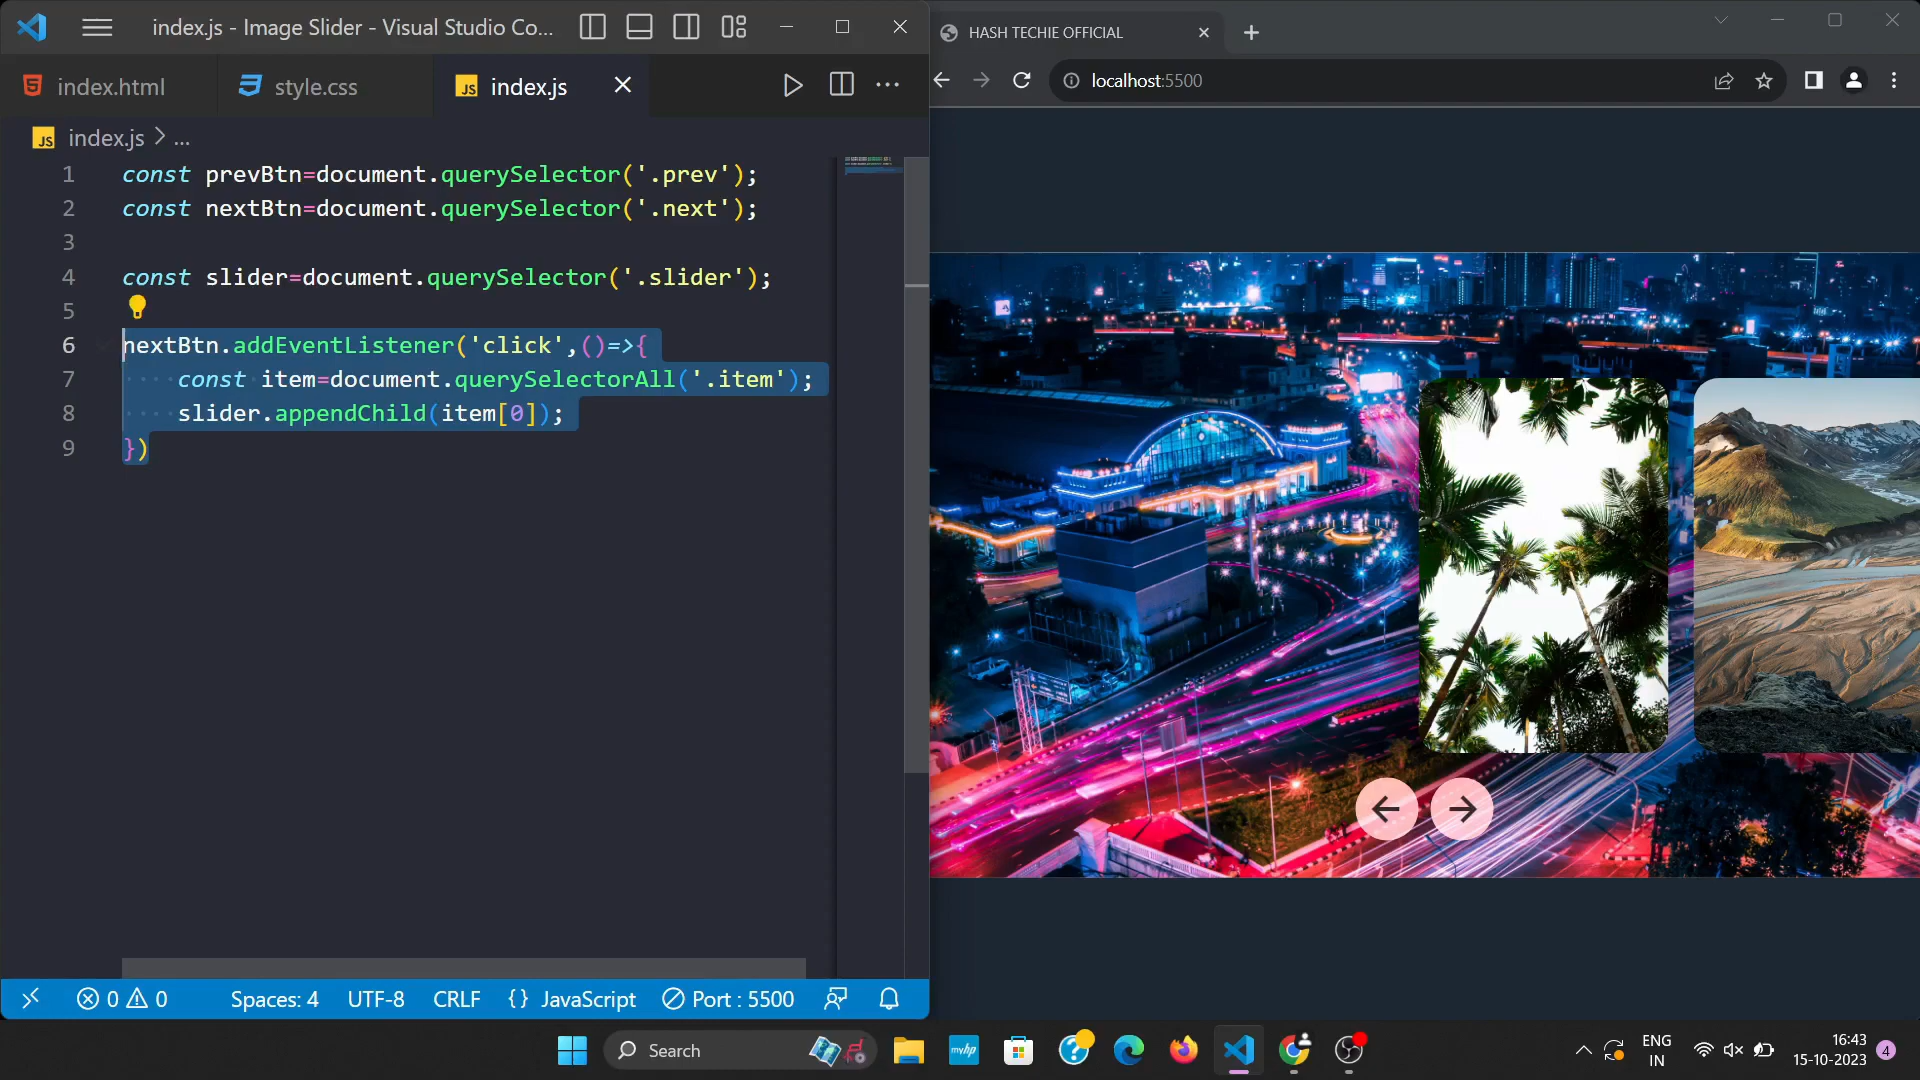 index.js - Image Slider - Visual Studio Co...
HASH TECHIE OFFICIAL
index.html
style.css
JS index.js
localhost:5500
JS index.js > ...
1 const prevBtn=document.querySelector('.prev');
2 const nextBtn=document.querySelector('.next');
3
4 const slider=document.querySelector('.slider');
5
6 nextBtn.addEventListener('click',()=>{
7 const item=document.querySelectorAll('.item');
8 slider.appendChild(item[0]);
9 })
0 0 Spaces: 4 UTF-8 CRLF {} JavaScript Port : 5500
Search
myhp
ENG
IN
16:43
15-10-2023
4